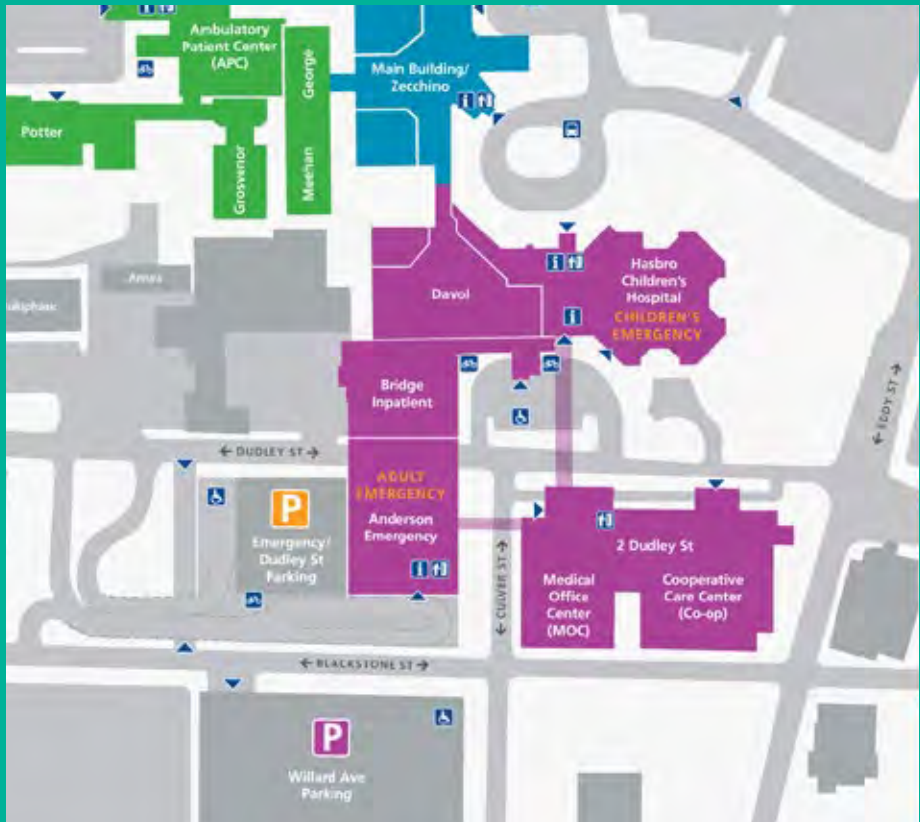 Ambulatory
Patient Center
(APC)
George
Meehan
Main Building/
Zecchino
Potter
Grosvenor
Ames
Davol
Hasbro
Children's
Hospital
CHILDREN'S
EMERGENCY
Bridge
Inpatient
EDDY ST
DUDLEY ST
ADULT
EMERGENCY
Anderson
Emergency
P
Emergency/
Dudley St
Parking
CULVER ST
2 Dudley St
Medical
Office
Center
(MOC)
Cooperative
Care Center
(Co-op)
BLACKSTONE ST
P
Willard Ave
Parking